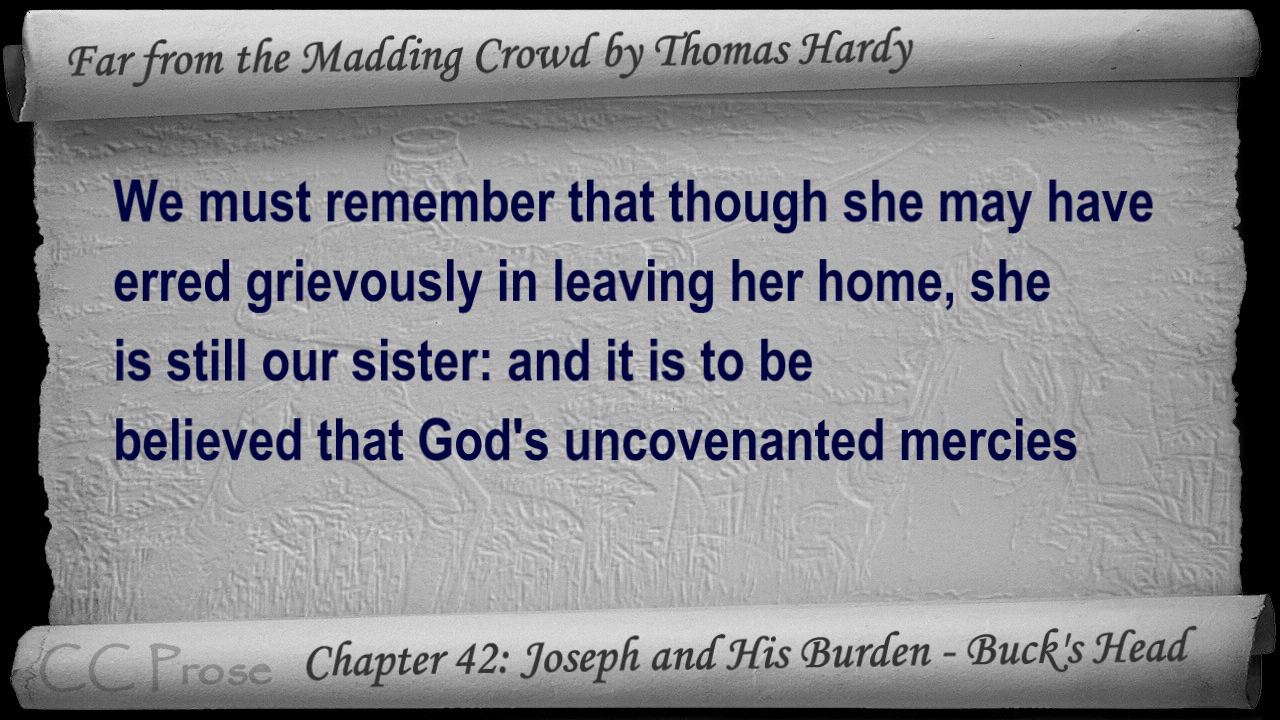 Far from the Madding Crowd by Thomas Hardy
We must remember that though she may have
erred grievously in leaving her home, she
is still our sister: and it is to be
believed that God's uncovenanted mercies
CC Prose
Chapter 42: Joseph and His Burden - Buck's Head